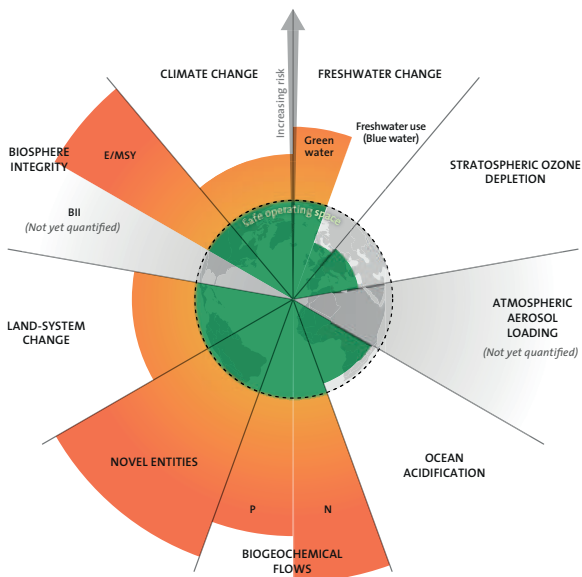 CLIMATE CHANGE
FRESHWATER CHANGE
Increasing risk
Freshwater use
(Blue water)
Green
water
BIOSPHERE
INTEGRITY
E/MSY
STRATOSPHERIC OZONE
DEPLETION
BII
(Not yet quantified)
Safe operating space
LAND-SYSTEM
CHANGE
ATMOSPHERIC
AEROSOL
LOADING
(Not yet quantified)
NOVEL ENTITIES
OCEAN
ACIDIFICATION
P
N
BIOGEOCHEMICAL
FLOWS